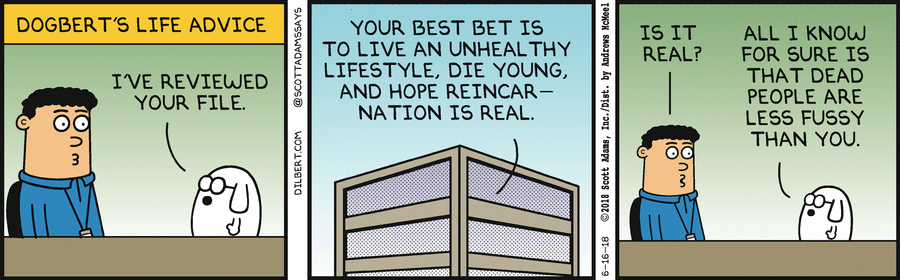 DOGBERT'S LIFE ADVICE
I'VE REVIEWED
YOUR FILE.
DILBERT.COM @SCOTTADAMSSAYS
YOUR BEST BET IS
TO LIVE AN UNHEALTHY
LIFESTYLE, DIE YOUNG,
AND HOPE REINCAR-
NATION IS REAL.
6-16-18 ©2018 Scott Adams, Inc./Dist. by Andrews McMeel
IS IT
REAL?
ALL I KNOW
FOR SURE IS
THAT DEAD
PEOPLE ARE
LESS FUSSY
THAN YOU.